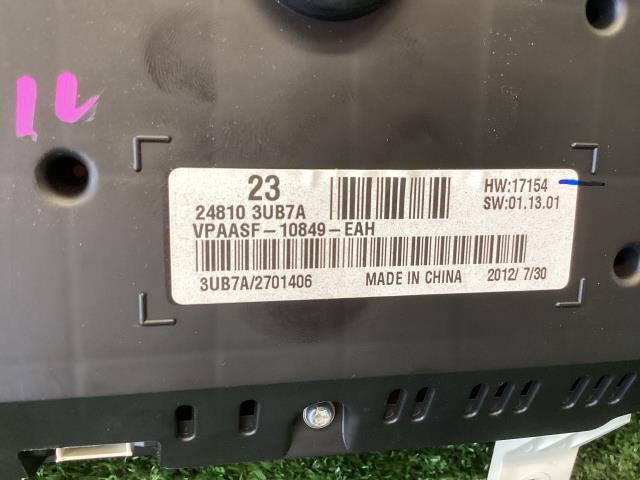 23
24810 3UB7A
HW:17154
SW:01.13.01
VPAASF-10849-EAH
3UB7A/2701406 MADE IN CHINA 2012/ 7/30